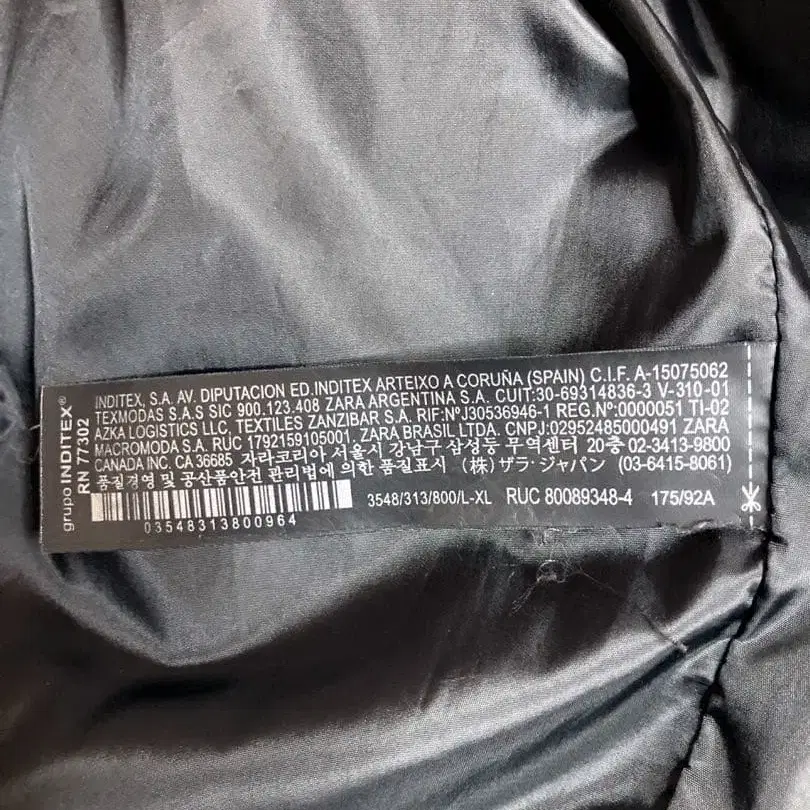 grupo INDITEX®
RN 77302
INDITEX, S.A. AV. DIPUTACION ED.INDITEX ARTEIXO A CORUÑA (SPAIN) C.I.F. A-15075062
TEXMODAS S.A.S SIC 900.123.408 ZARA ARGENTINA S.A. CUIT:30-69314836-3 V-310-01
AZKA LOGISTICS LLC, TEXTILES ZANZIBAR S.A. RIF:NºJ30536946-1 REG.Nº:0000051 TI-02
MACROMODA S.A. RUC 1792159105001. ZARA BRASIL LTDA. CNPJ:02952485000491 ZARA
CANADA INC. CA 36685 자라코리아 서울시 강남구 삼성동 무역센터 20층 02-3413-9800
품질경영 및 공산품안전 관리법에 의한 품질표시 (株) ザラ·ジャパン (03-6415-8061)
03548313800964
3548/313/800/L-XL RUC 80089348-4 175/92A